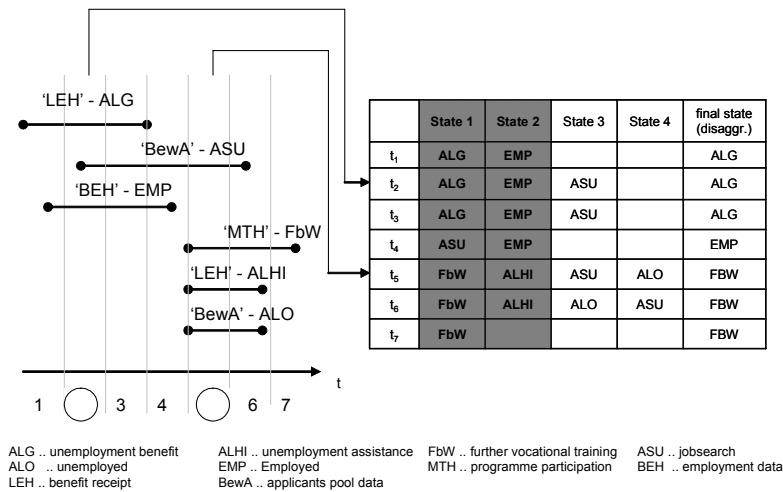 'LEH' - ALG
'BewA' - ASU
'BEH' - EMP
'MTH' - FbW
'LEH' - ALHI
'BewA' - ALO
t
1 3 4 6 7
State 1 State 2 State 3 State 4 final state (disaggr.)
t1 ALG EMP ALG
t2 ALG EMP ASU ALG
t3 ALG EMP ASU ALG
t4 ASU EMP EMP
t5 FbW ALHI ASU ALO FBW
t6 FbW ALHI ALO ASU FBW
t7 FbW FBW
ALG .. unemployment benefit ALHI .. unemployment assistance FbW .. further vocational training ASU .. jobsearch
ALO .. unemployed EMP .. Employed MTH .. programme participation BEH .. employment data
LEH .. benefit receipt BewA .. applicants pool data